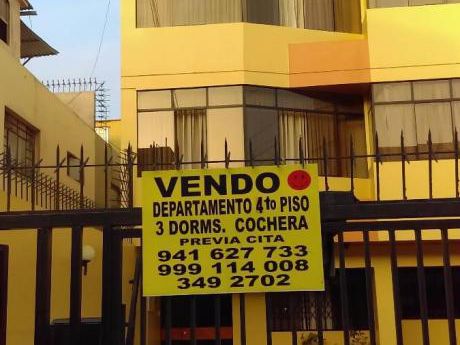 VENDO
DEPARTAMENTO 4to PISO
3 DORMS. COCHERA
PREVIA CITA
941 627 733
999 114 008
349 2702